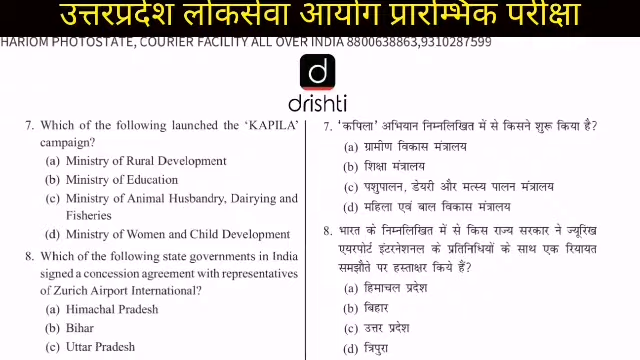 उत्तरप्रदेश लोकसेवा आयोग प्रारम्भिक परीक्षा
HARIOM PHOTOSTATE, COURIER FACILITY ALL OVER INDIA 8800638863,9310287599
d
drishti
7. Which of the following launched the ‘KAPILA’
campaign?
(a) Ministry of Rural Development
(b) Ministry of Education
(c) Ministry of Animal Husbandry, Dairying and
Fisheries
(d) Ministry of Women and Child Development
8. Which of the following state governments in India
signed a concession agreement with representatives
of Zurich Airport International?
(a) Himachal Pradesh
(b) Bihar
(c) Uttar Pradesh
7. ‘कपिला’ अभियान निम्नलिखित में से किसने शुरू किया है?
(a) ग्रामीण विकास मंत्रालय
(b) शिक्षा मंत्रालय
(c) पशुपालन, डेयरी और मत्स्य पालन मंत्रालय
(d) महिला एवं बाल विकास मंत्रालय
8. भारत के निम्नलिखित में से किस राज्य सरकार ने ज्यूरिख
एयरपोर्ट इंटरनेशनल के प्रतिनिधियों के साथ एक रियायत
समझौते पर हस्ताक्षर किये हैं?
(a) हिमाचल प्रदेश
(b) बिहार
(c) उत्तर प्रदेश
(d) त्रिपुरा